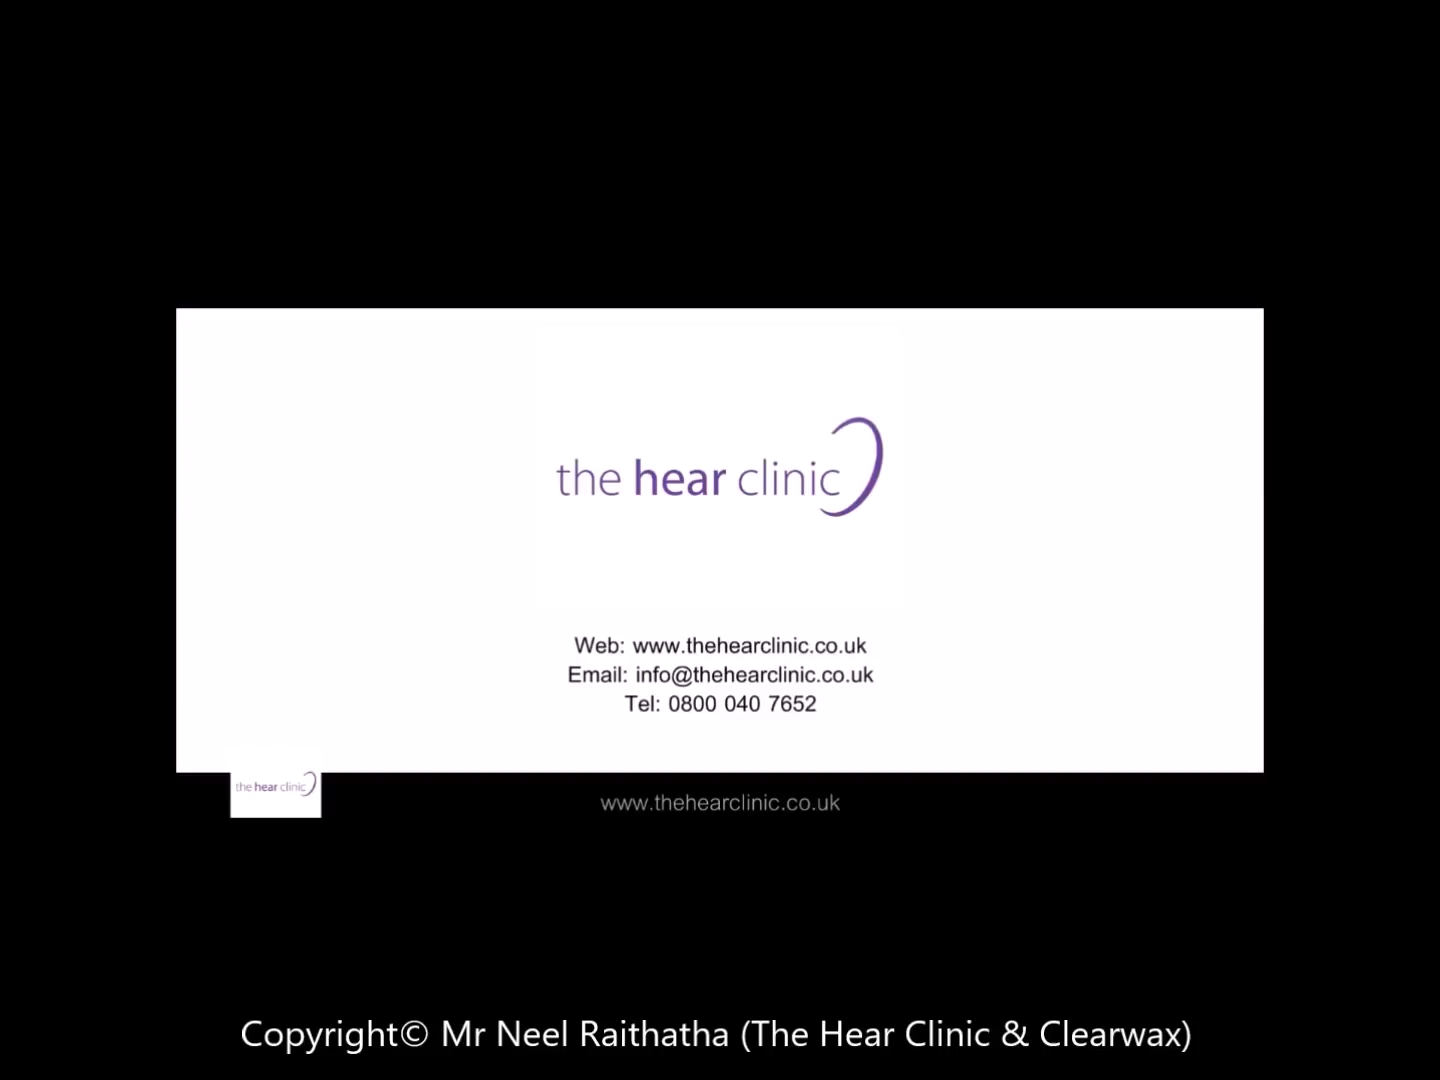 the hear clinic
Web: www.thehearclinic.co.uk
Email: info@thehearclinic.co.uk
Tel: 0800 040 7652
the hear clinic
www.thehearclinic.co.uk
Copyright© Mr Neel Raithatha (The Hear Clinic & Clearwax)